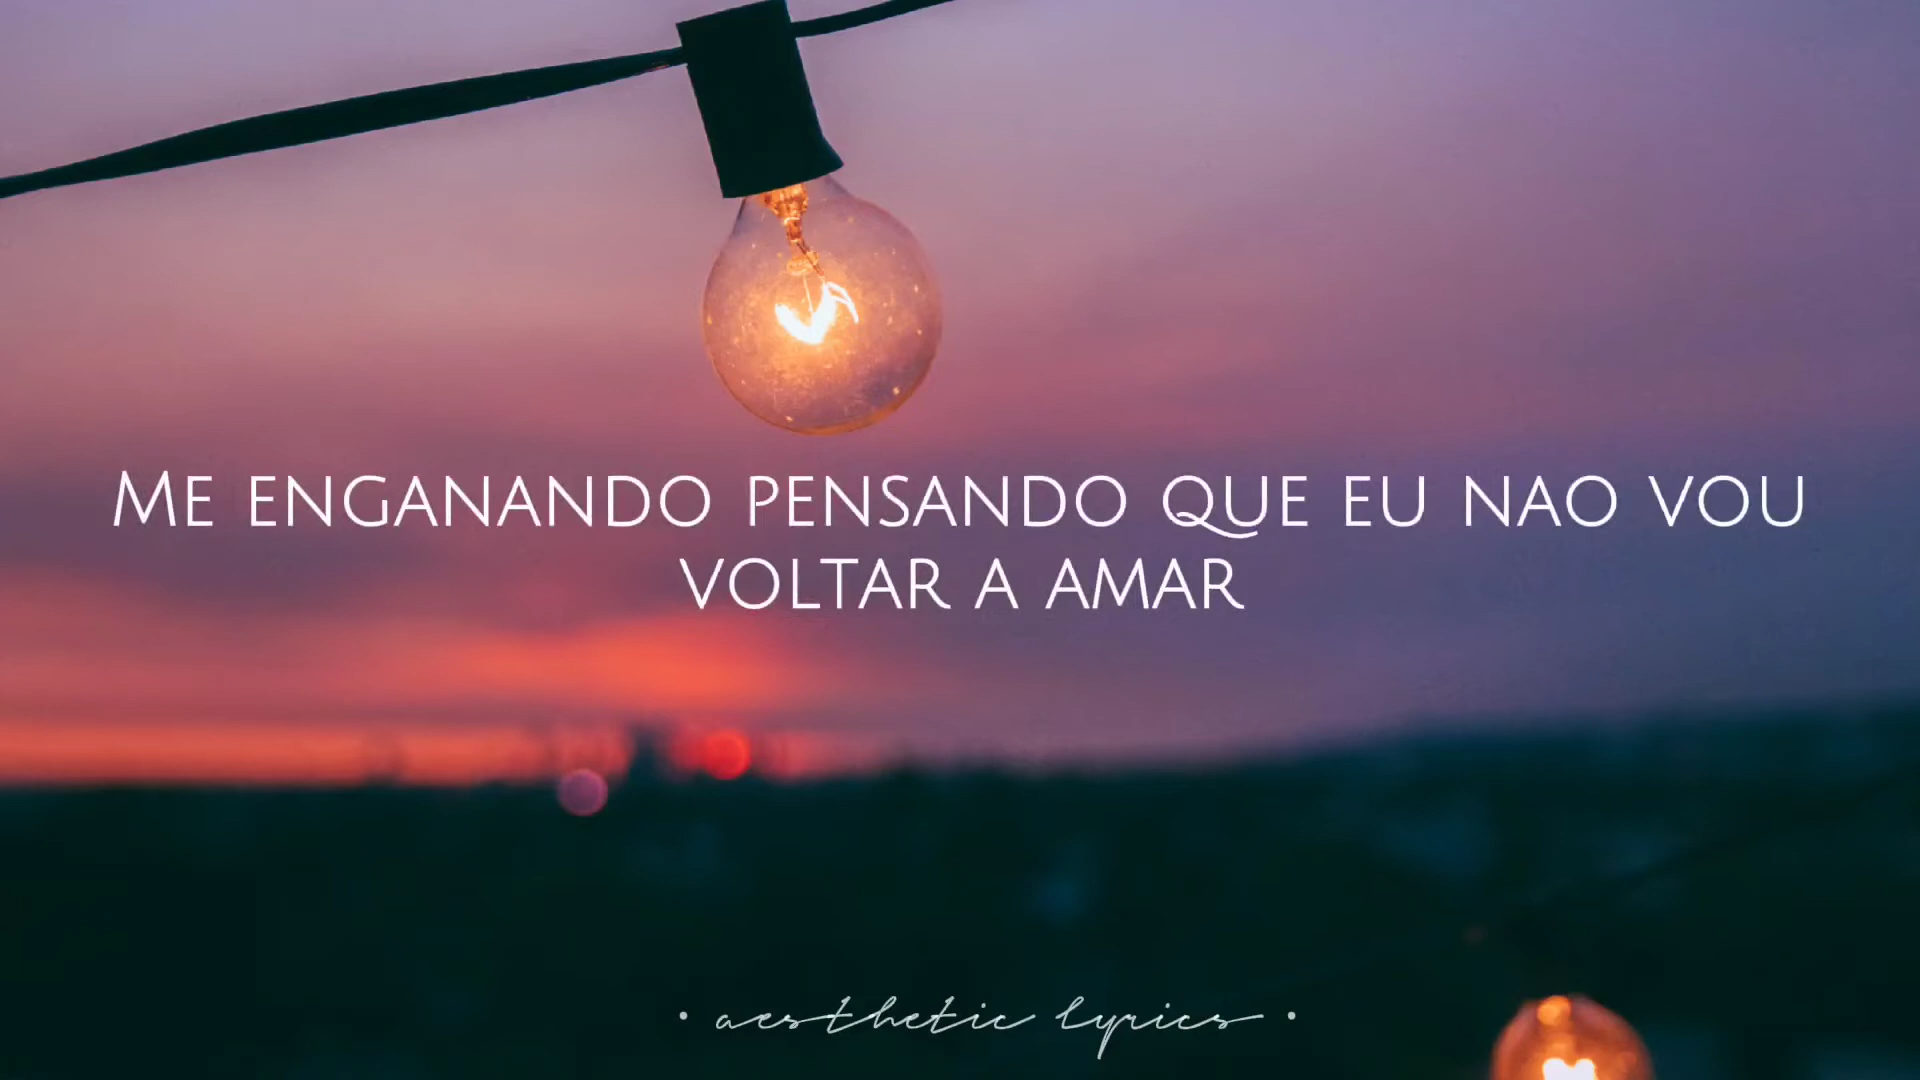 ME ENGANANDO PENSANDO QUE EU NAO VOU
VOLTAR A AMAR
• aesthetic lyrics •